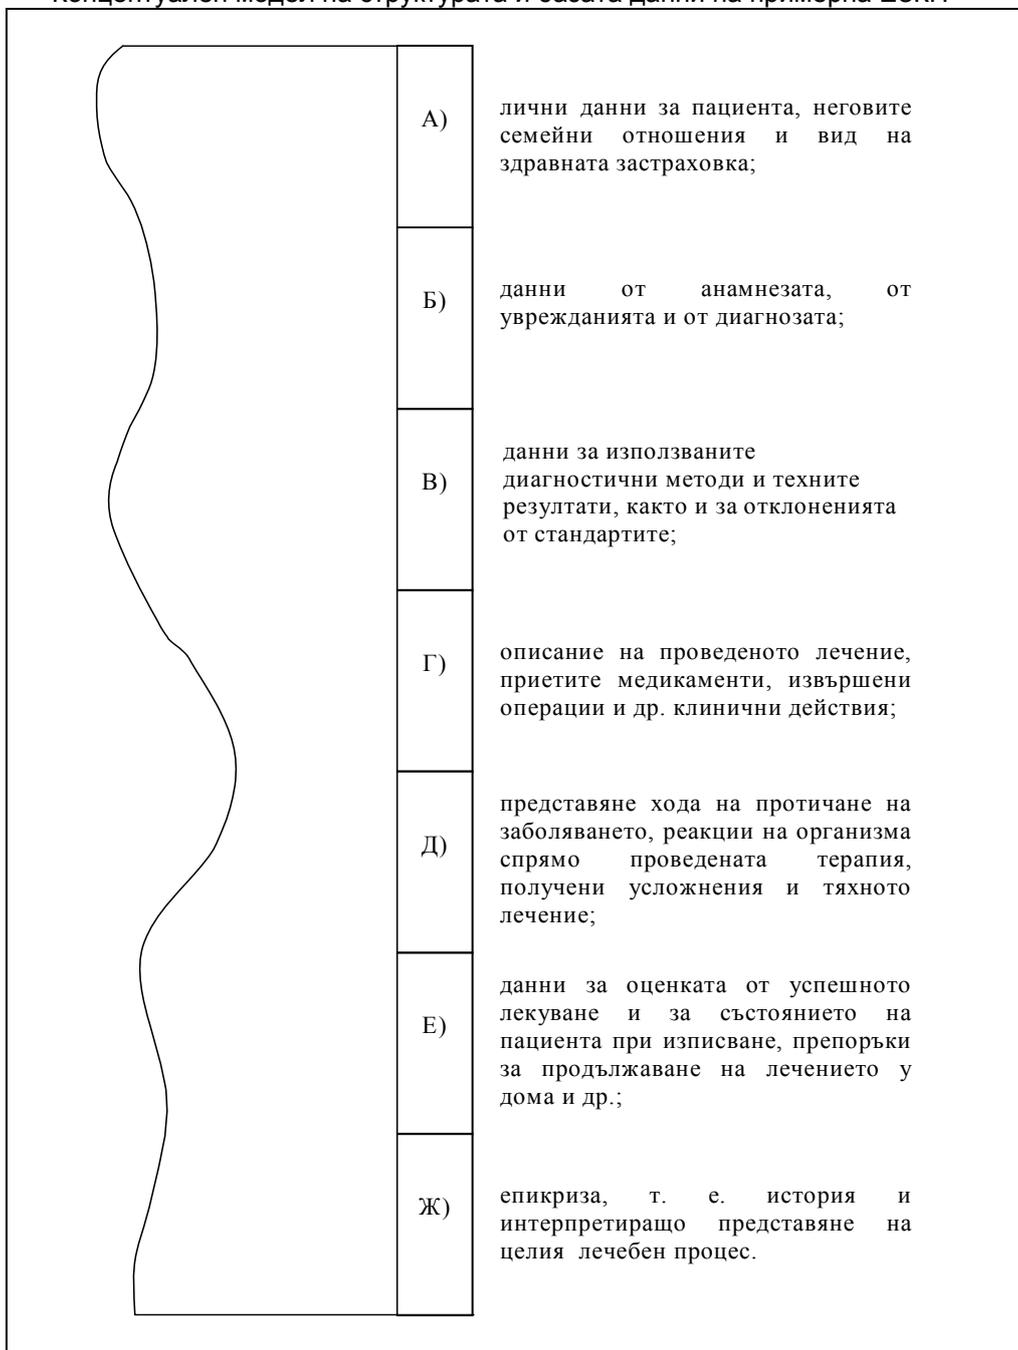 А)
лични данни за пациента, неговите
семейни отношения и вид на
здравната застраховка;
Б)
данни от анамнезата, от
уврежданията и от диагнозата;
В)
данни за използваните
диагностични методи и техните
резултати, както и за отклоненията
от стандартите;
Г)
описание на проведеното лечение,
приетите медикаменти, извършени
операции и др. клинични действия;
Д)
представяне хода на протичане на
заболяването, реакции на организма
спрямо проведената терапия,
получени усложнения и тяхното
лечение;
Е)
данни за оценката от успешното
лекуване и за състоянието на
пациента при изписване, препоръки
за продължаване на лечението у
дома и др.;
Ж)
епикриза, т. е. история и
интерпретиращо представяне на
целия лечебен процес.